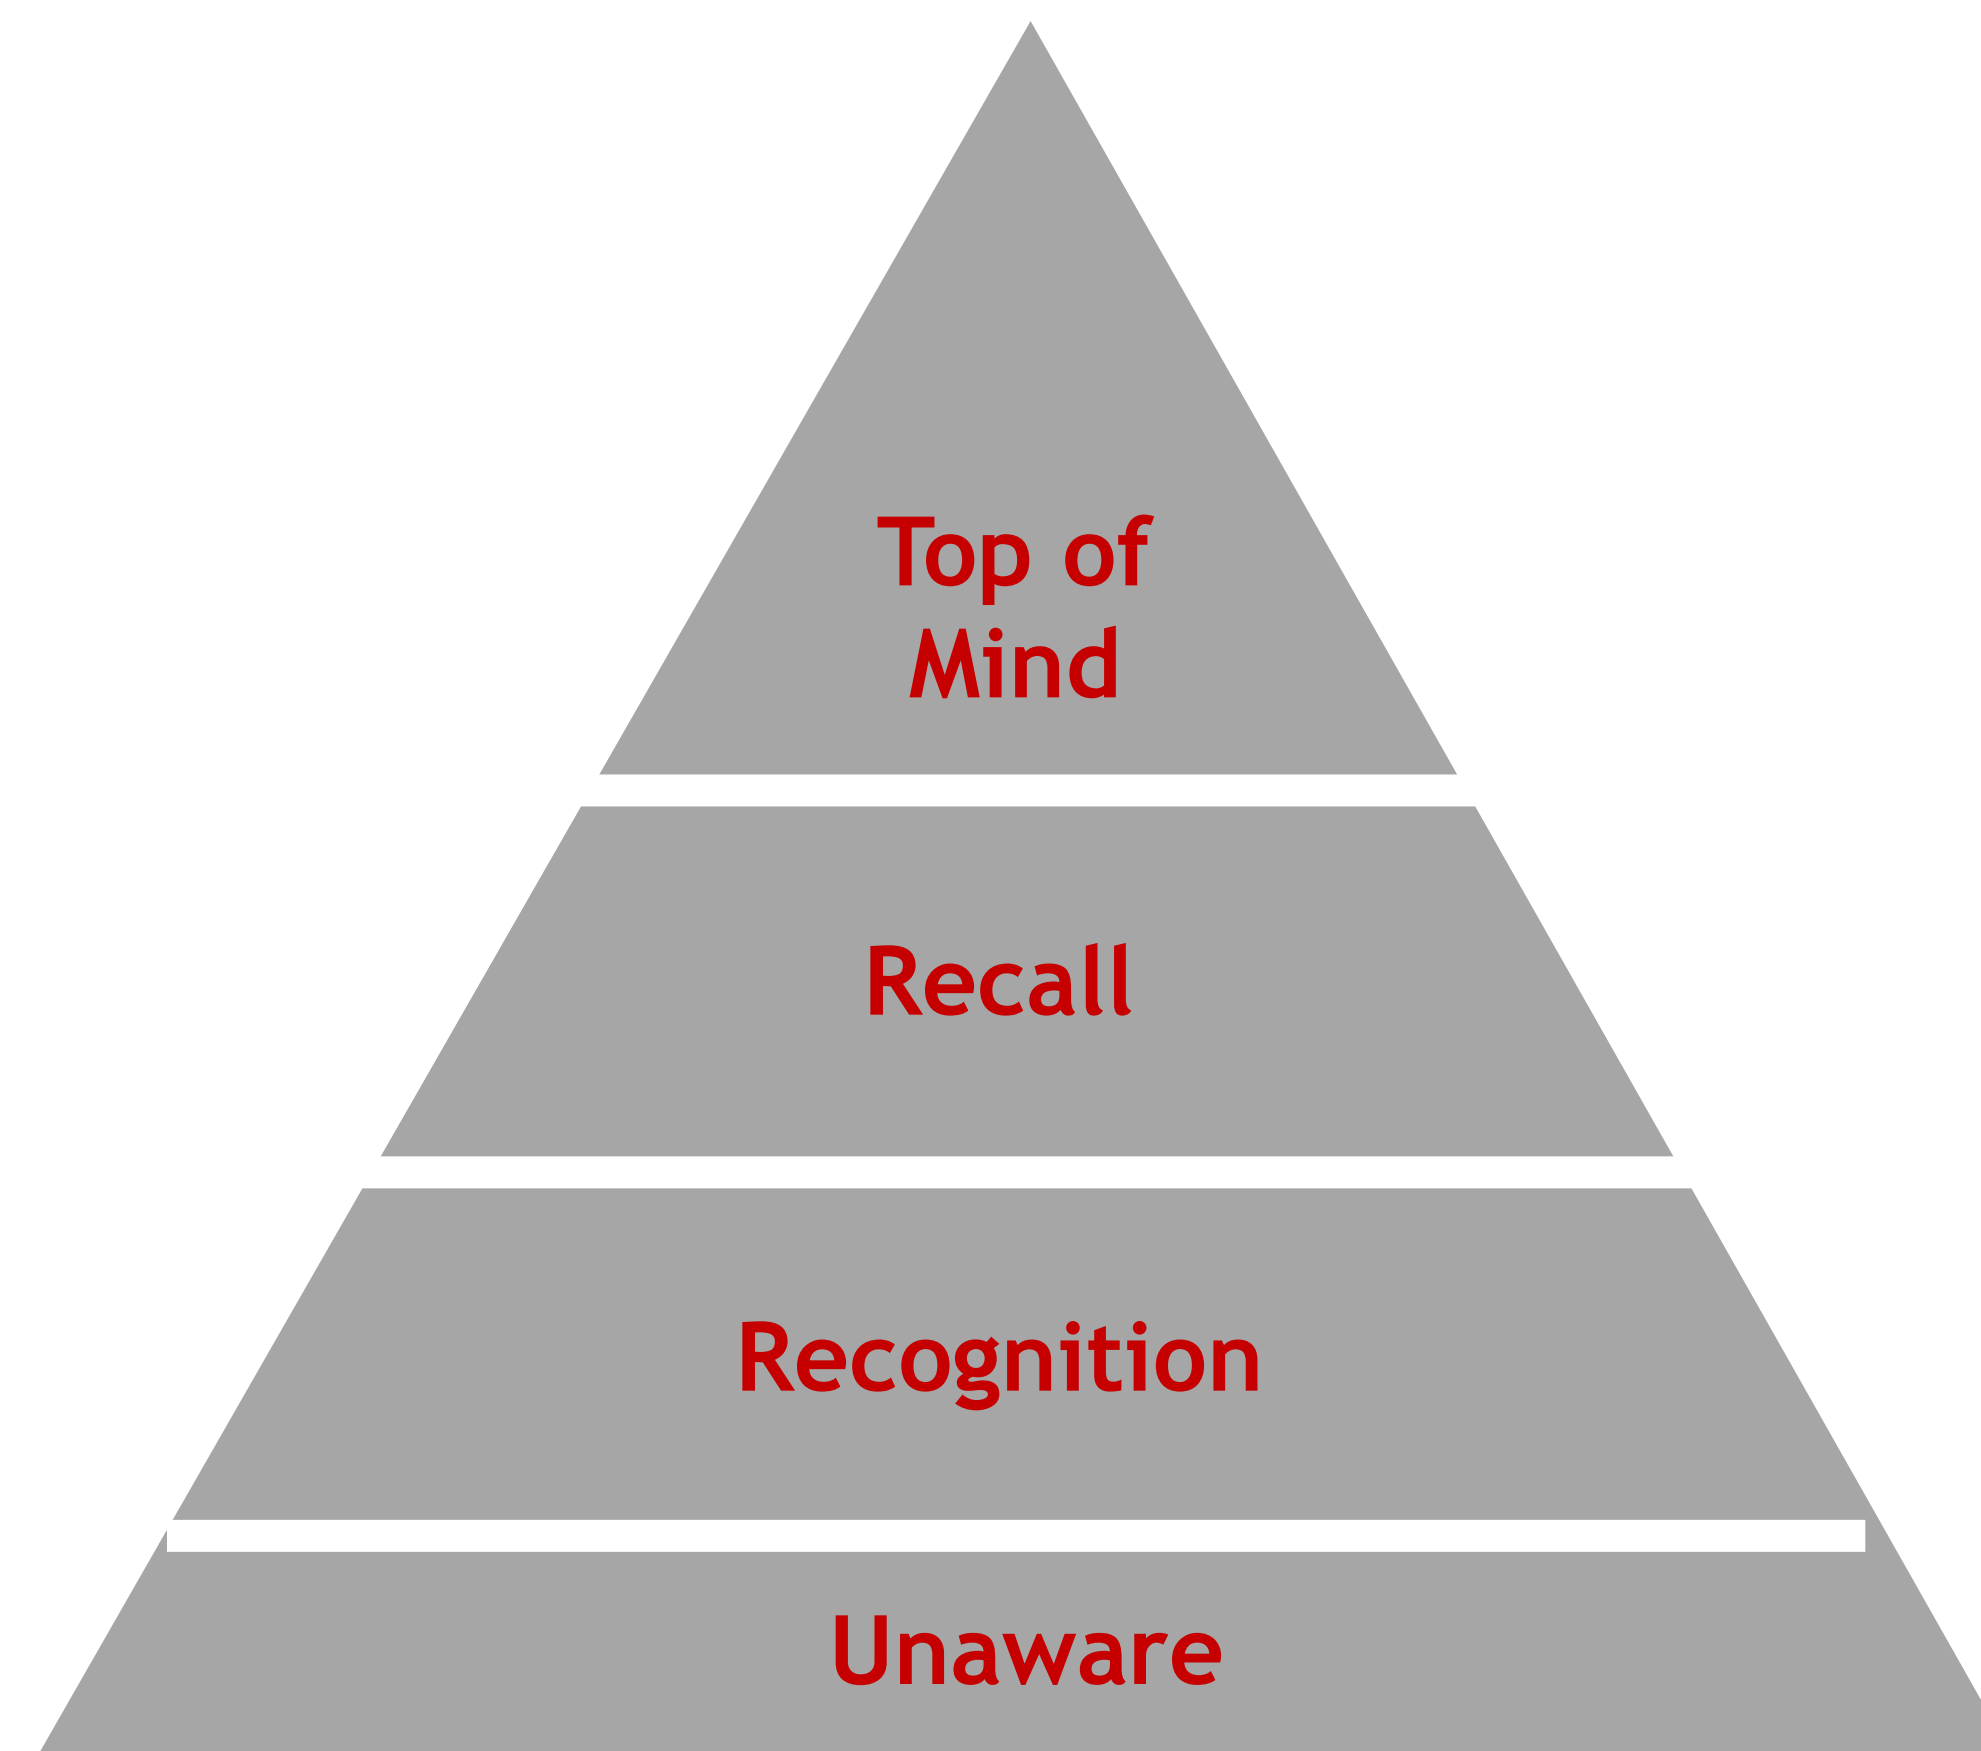 Top of
Mind
Recall
Recognition
Unaware